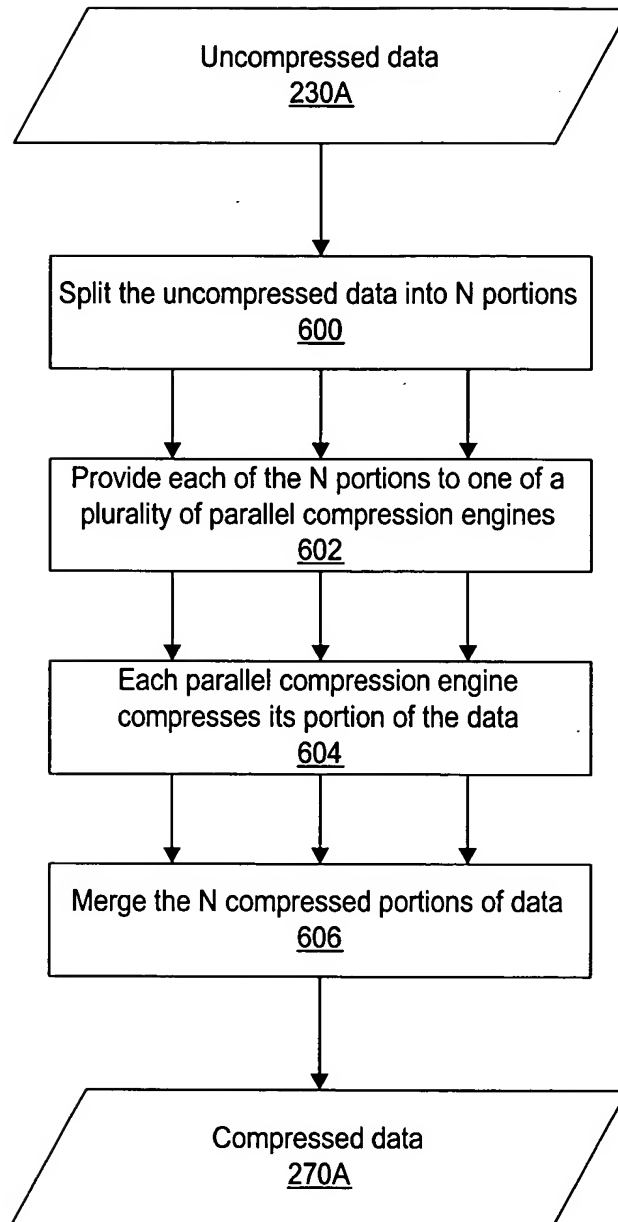 Uncompressed data
230A
Split the uncompressed data into N portions
600
Provide each of the N portions to one of a
plurality of parallel compression engines
602
Each parallel compression engine
compresses its portion of the data
604
Merge the N compressed portions of data
606
Compressed data
270A